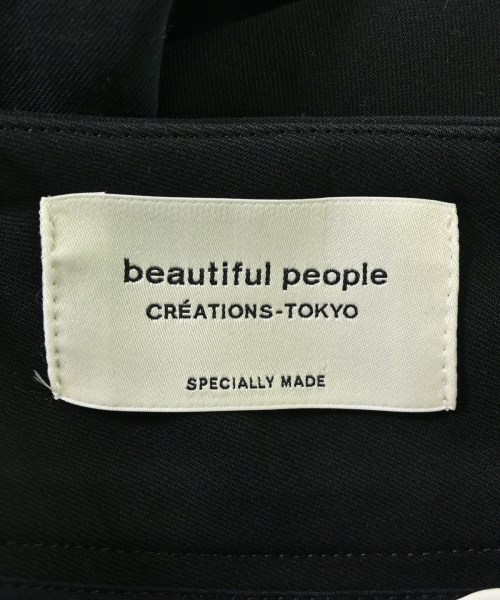 beautiful people
CRÉATIONS-TOKYO
SPECIALLY MADE